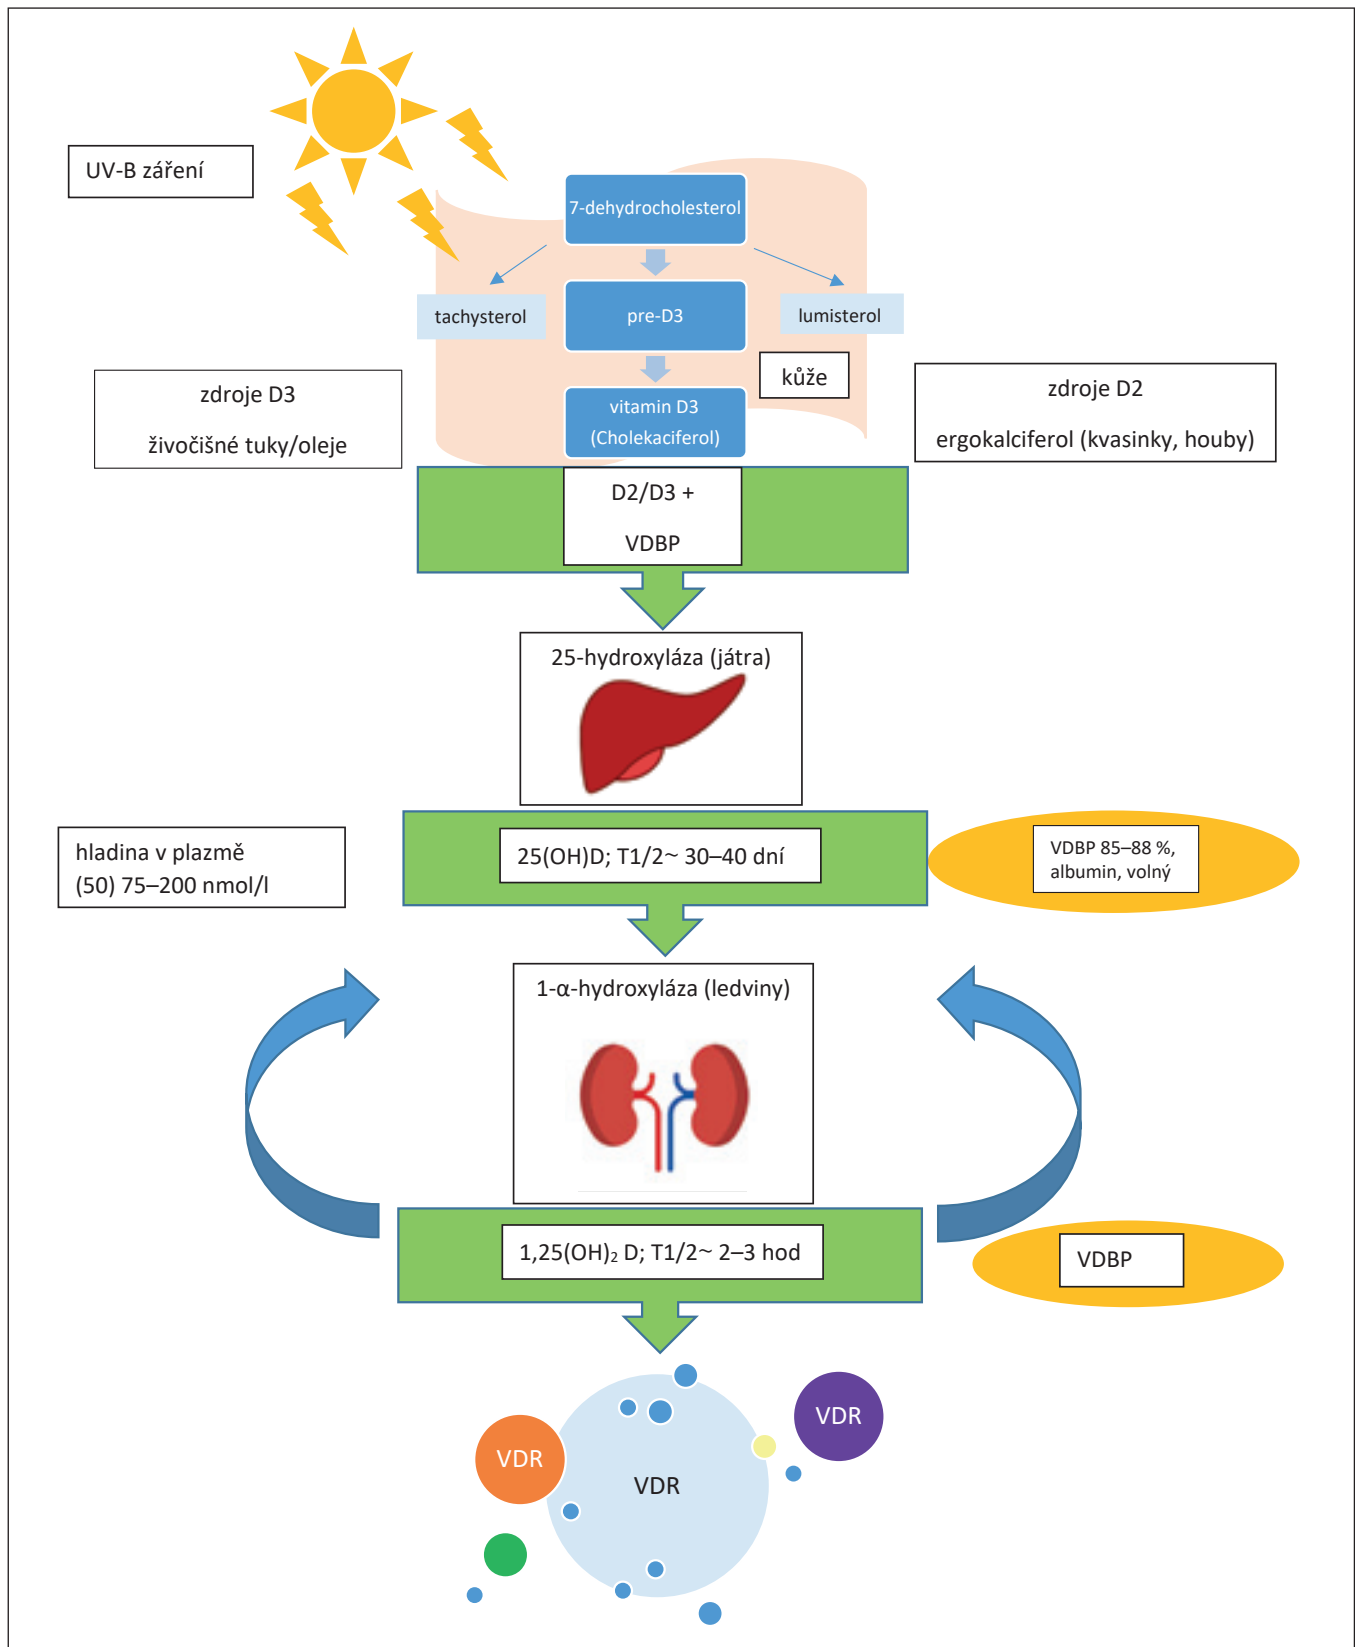 UV-B záření
7-dehydrocholesterol
tachysterol
pre-D3
lumisterol
kůže
zdroje D3
živočišné tuky/oleje
vitamin D3
(Cholekaciferol)
zdroje D2
ergokalciferol (kvasinky, houby)
D2/D3 +
VDBP
25-hydroxyláza (játra)
hladina v plazmě
(50) 75–200 nmol/l
25(OH)D; T1/2~ 30–40 dní
VDBP 85–88 %,
albumin, volný
1-α-hydroxyláza (ledviny)
1,25(OH)₂ D; T1/2~ 2–3 hod
VDBP
VDR
VDR
VDR